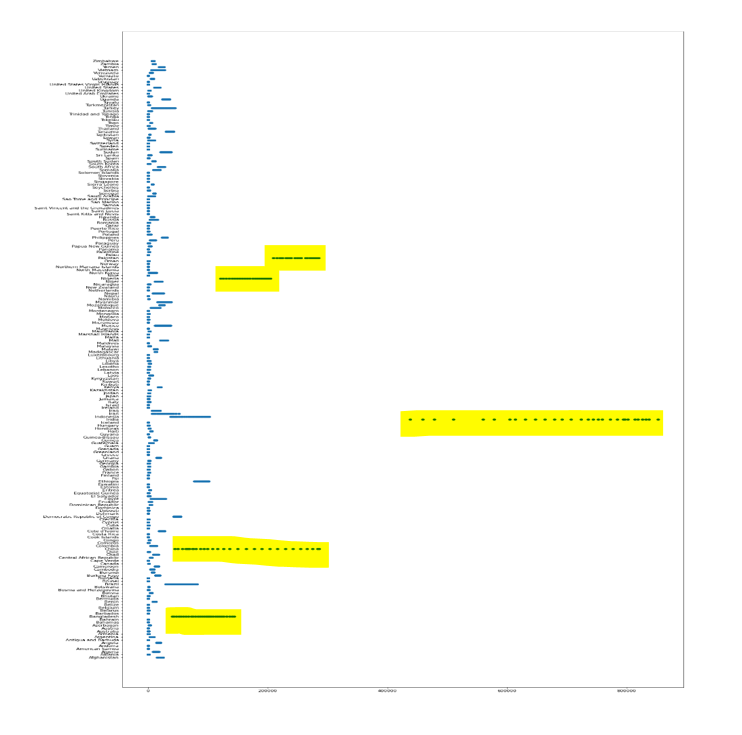 Zimbabwe
Zambia
Yemen
Vietnam
Venezuela
Vanuatu
Uzbekistan
Uruguay
United States Virgin Islands
United States
United Kingdom
United Arab Emirates
Ukraine
Uganda
Tuvalu
Turkmenistan
Turkey
Tunisia
Trinidad and Tobago
Tonga
Tokelau
Togo
Timor
Thailand
Tanzania
Tajikistan
Taiwan
Syria
Switzerland
Sweden
Suriname
Sudan
Sri Lanka
Spain
South Sudan
South Korea
South Africa
Somalia
Solomon Islands
Slovenia
Slovakia
Singapore
Sierra Leone
Seychelles
Serbia
Senegal
Saudi Arabia
Sao Tome and Principe
San Marino
Samoa
Saint Vincent and the Grenadines
Saint Lucia
Saint Kitts and Nevis
Rwanda
Russia
Romania
Qatar
Puerto Rico
Portugal
Poland
Philippines
Peru
Paraguay
Papua New Guinea
Panama
Palestine
Palau
Pakistan
Oman
Norway
Northern Mariana Islands
North Macedonia
North Korea
Niue
Nigeria
Niger
Nicaragua
New Zealand
Netherlands
Nepal
Nauru
Namibia
Myanmar
Mozambique
Morocco
Montenegro
Mongolia
Monaco
Moldova
Micronesia
Mexico
Mauritius
Mauritania
Marshall Islands
Malta
Mali
Maldives
Malaysia
Malawi
Madagascar
Luxembourg
Lithuania
Libya
Liberia
Lesotho
Lebanon
Latvia
Laos
Kyrgyzstan
Kuwait
Kiribati
Kenya
Kazakhstan
Jordan
Japan
Jamaica
Italy
Israel
Ireland
Iraq
Iran
Indonesia
India
Iceland
Hungary
Honduras
Haiti
Guyana
Guinea-Bissau
Guinea
Guatemala
Guam
Grenada
Greenland
Greece
Ghana
Germany
Georgia
Gambia
Gabon
France
Finland
Fiji
Ethiopia
Eswatini
Estonia
Eritrea
Equatorial Guinea
El Salvador
Egypt
Ecuador
Dominican Republic
Dominica
Djibouti
Denmark
Democratic Republic of Congo
Czechia
Cyprus
Cuba
Croatia
Cote d'Ivoire
Costa Rica
Cook Islands
Congo
Comoros
Colombia
China
Chile
Chad
Central African Republic
Cape Verde
Canada
Cameroon
Cambodia
Burundi
Burkina Faso
Bulgaria
Brunei
Brazil
Botswana
Bosnia and Herzegovina
Bolivia
Bhutan
Bermuda
Benin
Belize
Belgium
Belarus
Barbados
Bangladesh
Bahrain
Bahamas
Azerbaijan
Austria
Australia
Armenia
Argentina
Antigua and Barbuda
Angola
Andorra
American Samoa
Algeria
Albania
Afghanistan
0
200000
400000
600000
800000